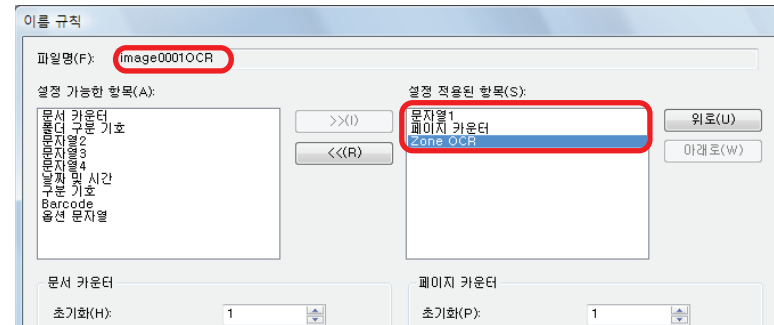 이름 규칙
파일명(F): image0001OCR
설정 가능한 항목(A): 설정 적용된 항목(S):
문서 카운터
폴더 구분 기호
문자열2
문자열3
문자열4
날짜 및 시간
구분 기호
Barcode
옵션 문자열
>>(I)
<<(R)
문자열1
페이지 카운터
Zone OCR
위로(U)
아래로(W)
문서 카운터 페이지 카운터
초기화(H): 1 초기화(P): 1